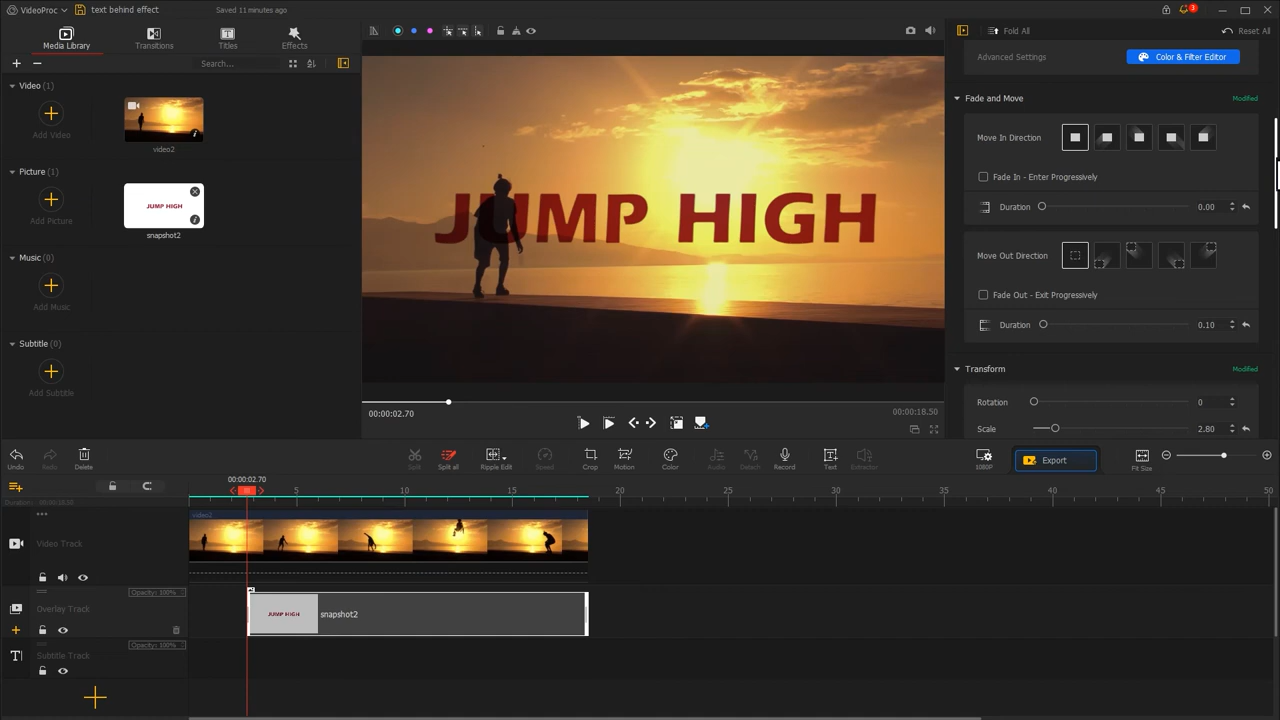 VideoProc
text behind effect
Saved 11 minutes ago
3
Media Library
Transitions
Titles
Effects
Search...
Fold All
Reset All
Video (1)
Add Video
video2
Picture (1)
Add Picture
JUMP HIGH
snapshot2
Music (0)
Add Music
Subtitle (0)
Add Subtitle
JUMP HIGH
00:00:02.70
00:00:18.50
Advanced Settings
Color & Filter Editor
Fade and Move
Modified
Move In Direction
Fade In - Enter Progressively
Duration
0.00
Move Out Direction
Fade Out - Exit Progressively
Duration
0.10
Transform
Modified
Rotation
0
Scale
2.80
Undo
Redo
Delete
Split
Split all
Ripple Edit
Speed
Crop
Motion
Color
Audio
Detach
Record
Text
Extractor
1080P
Export
Fit Size
00:00:02.70
5
10
15
20
25
30
35
40
45
50
Duration: 00:00:18.50
video2
Video Track
Opacity: 100%
Overlay Track
JUMP HIGH
snapshot2
Opacity: 100%
T
Subtitle Track